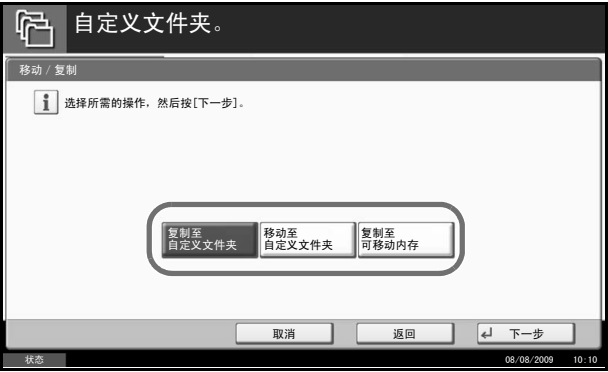 自定义文件夹。
移动 / 复制
选择所需的操作，然后按[下一步]。
复制至
自定义文件夹
移动至
自定义文件夹
复制至
可移动内存
取消
返回
下一步
状态
08/08/2009
10:10